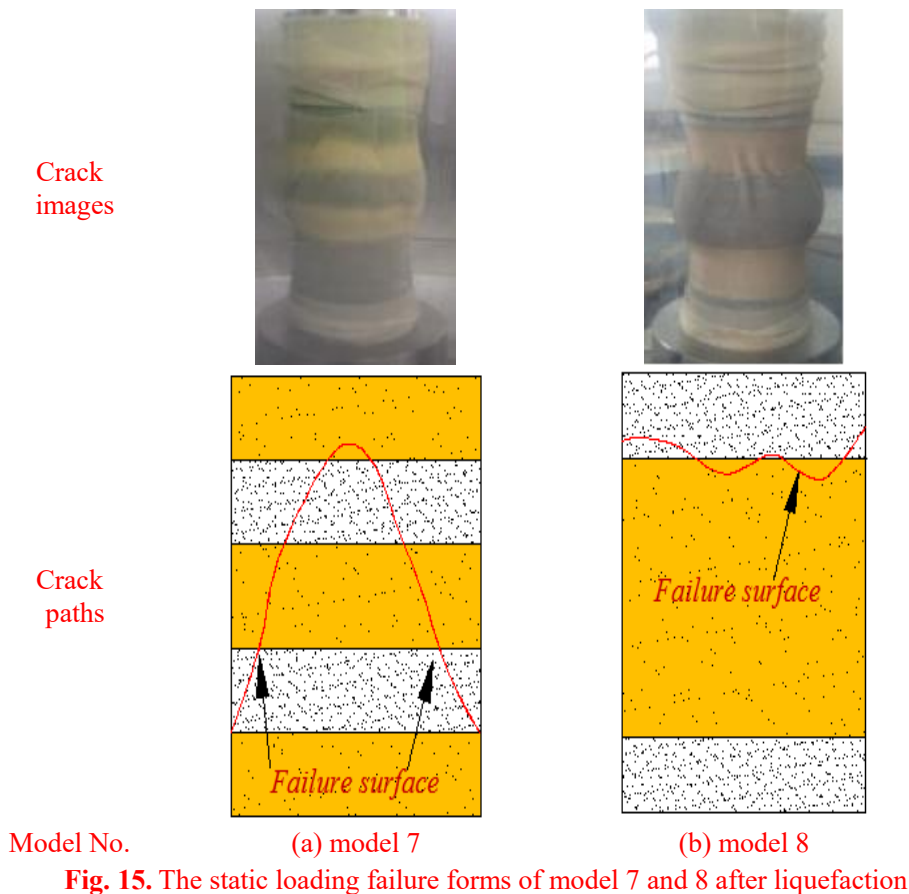 Crack
images
Failure surface
Crack
paths
Failure surface
Model No.
(a) model 7
(b) model 8
Fig. 15. The static loading failure forms of model 7 and 8 after liquefaction